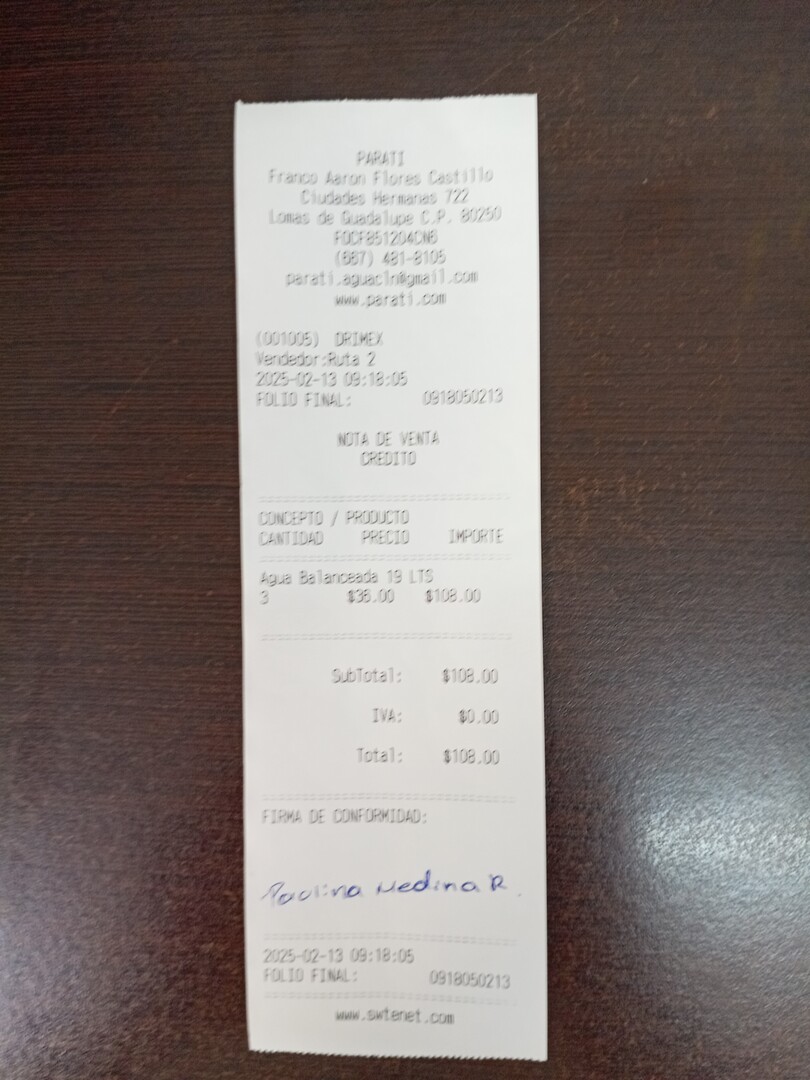 PARATI
Franco Aaron Flores Castillo
Ciudades Hermanas 722
Lomas de Guadalupe C.P. 80250
FOCF851204CN6
(667) 481-8105
parati.aguacln@gmail.com
www.parati.com
(001005) DRIMEX
Vendedor:Ruta 2
2025-02-13 09:18:05
FOLIO FINAL: 0918050213
NOTA DE VENTA
CREDITO
CONCEPTO / PRODUCTO
CANTIDAD PRECIO IMPORTE
Agua Balanceada 19 LTS
3 $36.00 $108.00
SubTotal: $108.00
IVA: $0.00
Total: $108.00
FIRMA DE CONFORMIDAD:
Paulina Medina R.
2025-02-13 09:18:05
FOLIO FINAL: 0918050213
www.swtenet.com